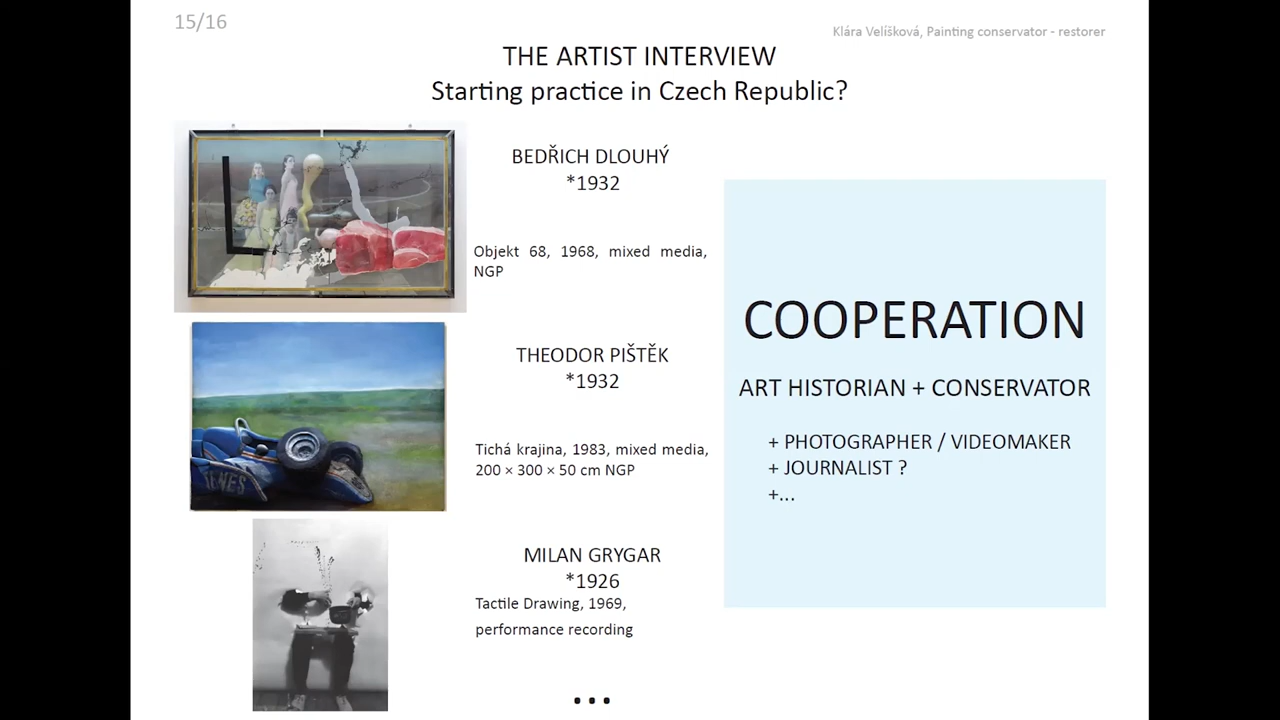 15/16
Klára Velíšková, Painting conservator - restorer
THE ARTIST INTERVIEW
Starting practice in Czech Republic?
BEDŘICH DLOUHÝ
*1932
Objekt 68, 1968, mixed media,
NGP
THEODOR PIŠTĚK
*1932
Tichá krajina, 1983, mixed media,
200 × 300 × 50 cm NGP
MILAN GRYGAR
*1926
Tactile Drawing, 1969,
performance recording
...
COOPERATION
ART HISTORIAN + CONSERVATOR
+ PHOTOGRAPHER / VIDEOMAKER
+ JOURNALIST ?
+...